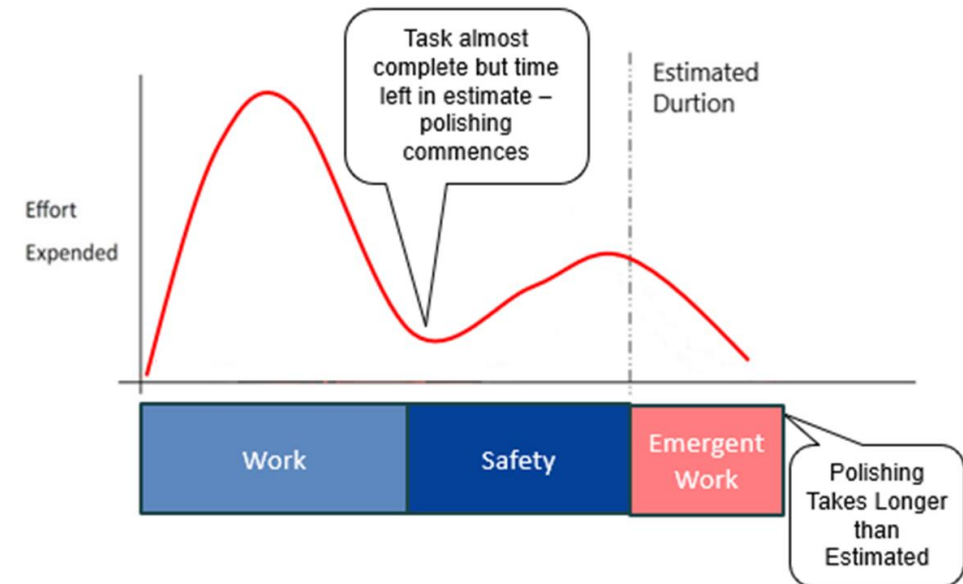 Task almost
complete but time
left in estimate –
polishing
commences
Estimated
Durtion
Effort
Expended
Work
Safety
Emergent
Work
Polishing
Takes Longer
than
Estimated